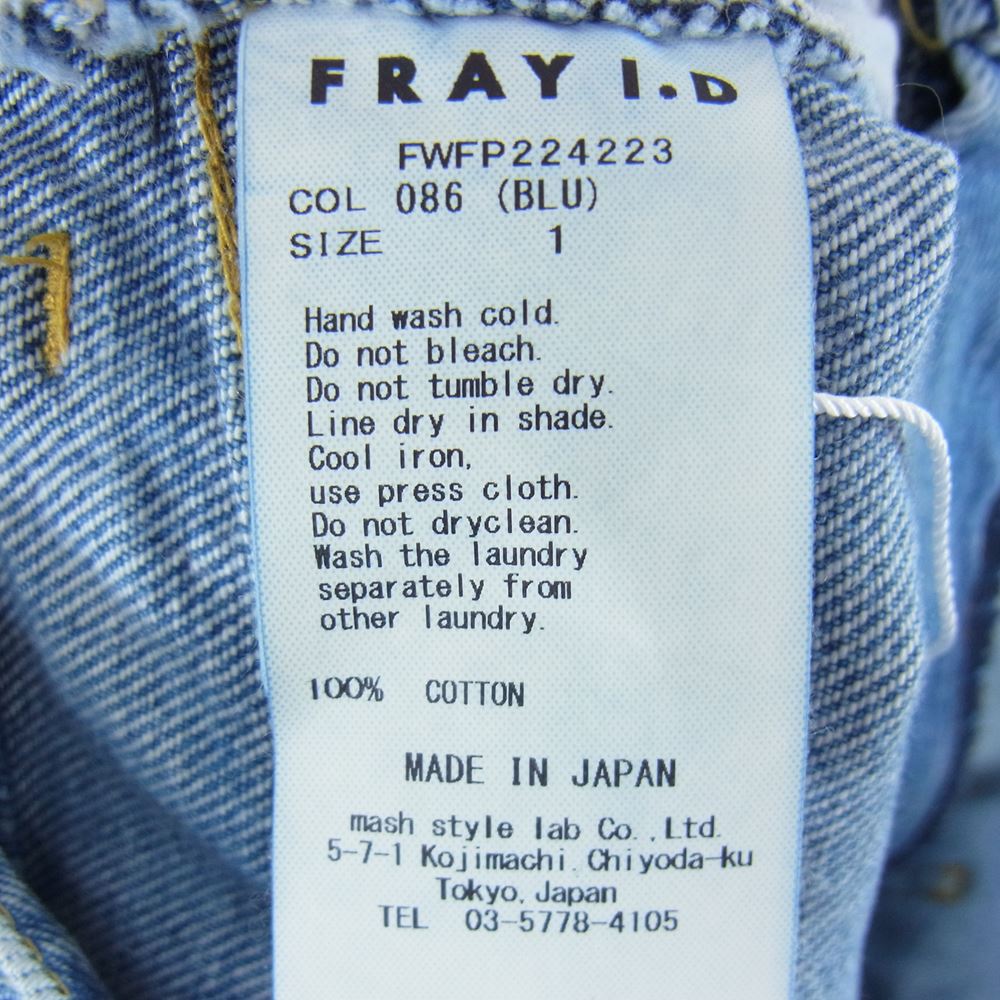 FRAY I.D
FWFP224223
COL 086 (BLU)
SIZE 1
Hand wash cold.
Do not bleach.
Do not tumble dry.
Line dry in shade.
Cool iron,
use press cloth.
Do not dryclean.
Wash the laundry
separately from
other laundry.
100% COTTON
MADE IN JAPAN
mash style lab Co.,Ltd.
5-7-1 Kojimachi Chiyoda-ku
Tokyo, Japan
TEL 03-5778-4105